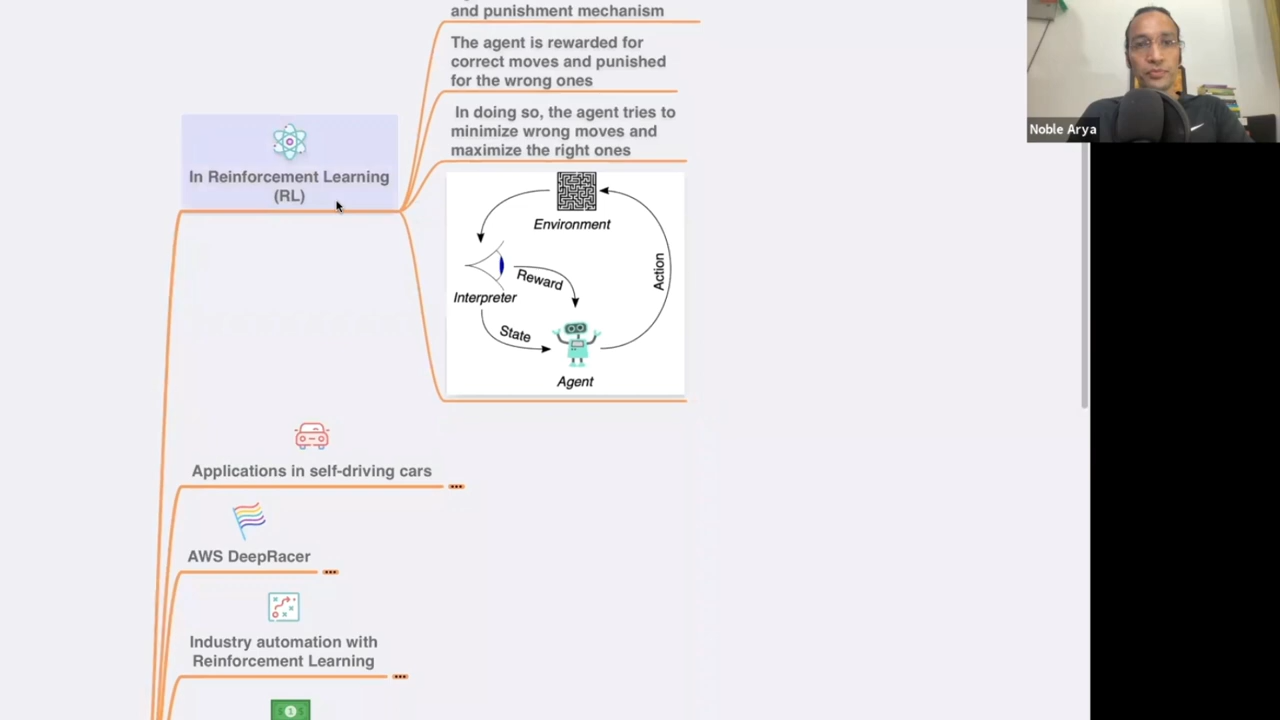 and punishment mechanism
The agent is rewarded for
correct moves and punished
for the wrong ones
In doing so, the agent tries to
minimize wrong moves and
maximize the right ones
In Reinforcement Learning
(RL)
Environment
Reward
Interpreter
Action
State
Agent
Applications in self-driving cars
AWS DeepRacer
Industry automation with
Reinforcement Learning
1
Noble Arya